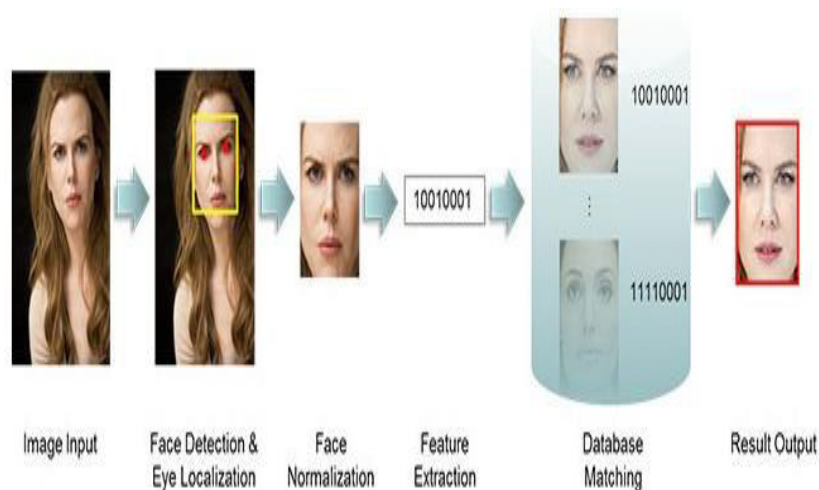 10010001
10010001
11110001
Image Input
Face Detection &
Eye Localization
Face
Normalization
Feature
Extraction
Database
Matching
Result Output